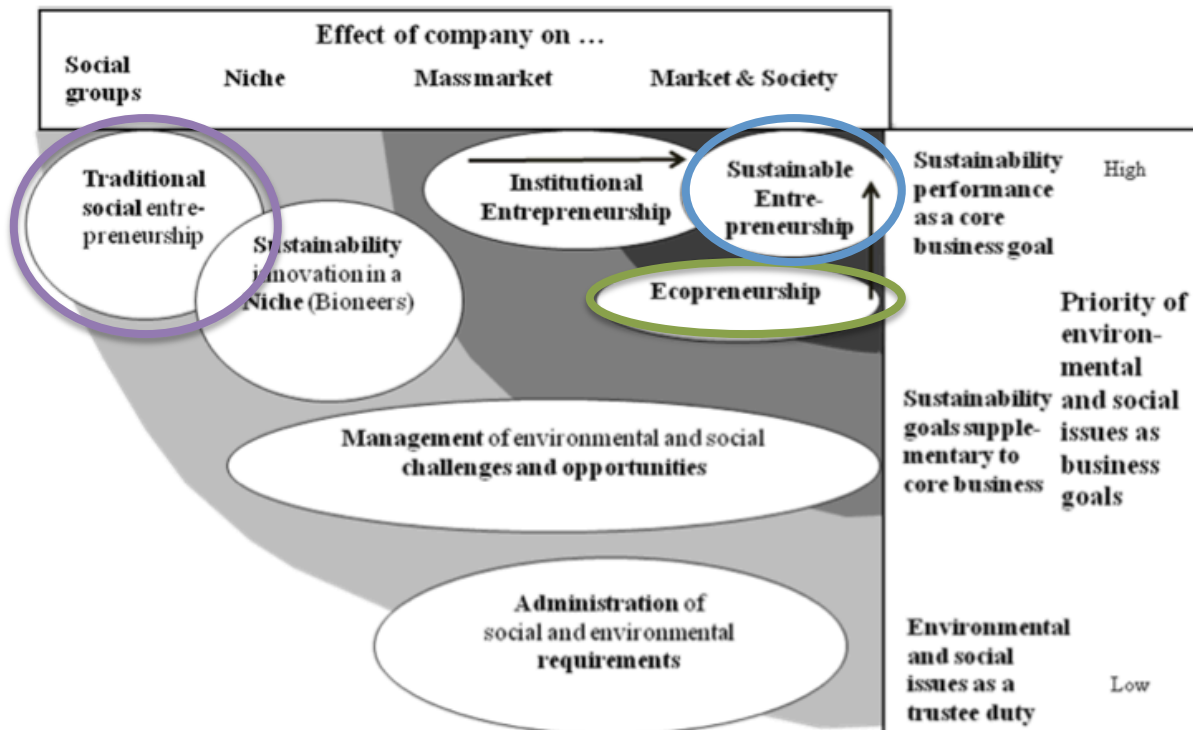 Effect of company on …
Social
groups
Niche
Mass market
Market & Society
Traditional
social entre-
preneurship
Sustainability
innovation in a
Niche (Bioneers)
Institutional
Entrepreneurship
Sustainable
Entre-
preneurship
Ecopreneurship
Management of environmental and social
challenges and opportunities
Administration of
social and environmental
requirements
Sustainability
performance
as a core
business goal
High
Sustainability
goals supple-
mentary to
core business
Priority of
environ-
mental
and social
issues as
business
goals
Environmental
and social
issues as a
trustee duty
Low